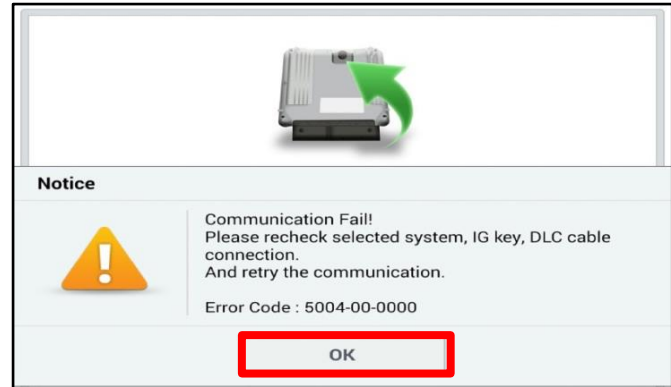 Notice
Communication Fail!
Please recheck selected system, IG key, DLC cable
connection.
And retry the communication.
Error Code : 5004-00-0000
OK